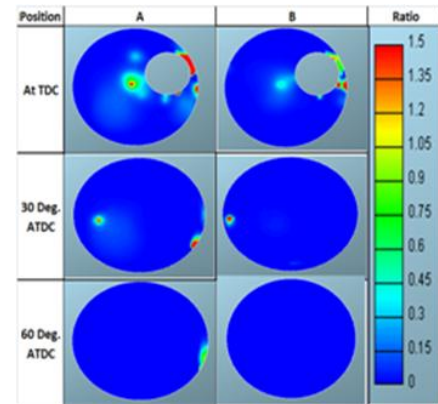 Position A B Ratio
At TDC
30 Deg.
ATDC
60 Deg.
ATDC
1.5
1.35
1.2
1.05
0.9
0.75
0.6
0.45
0.3
0.15
0